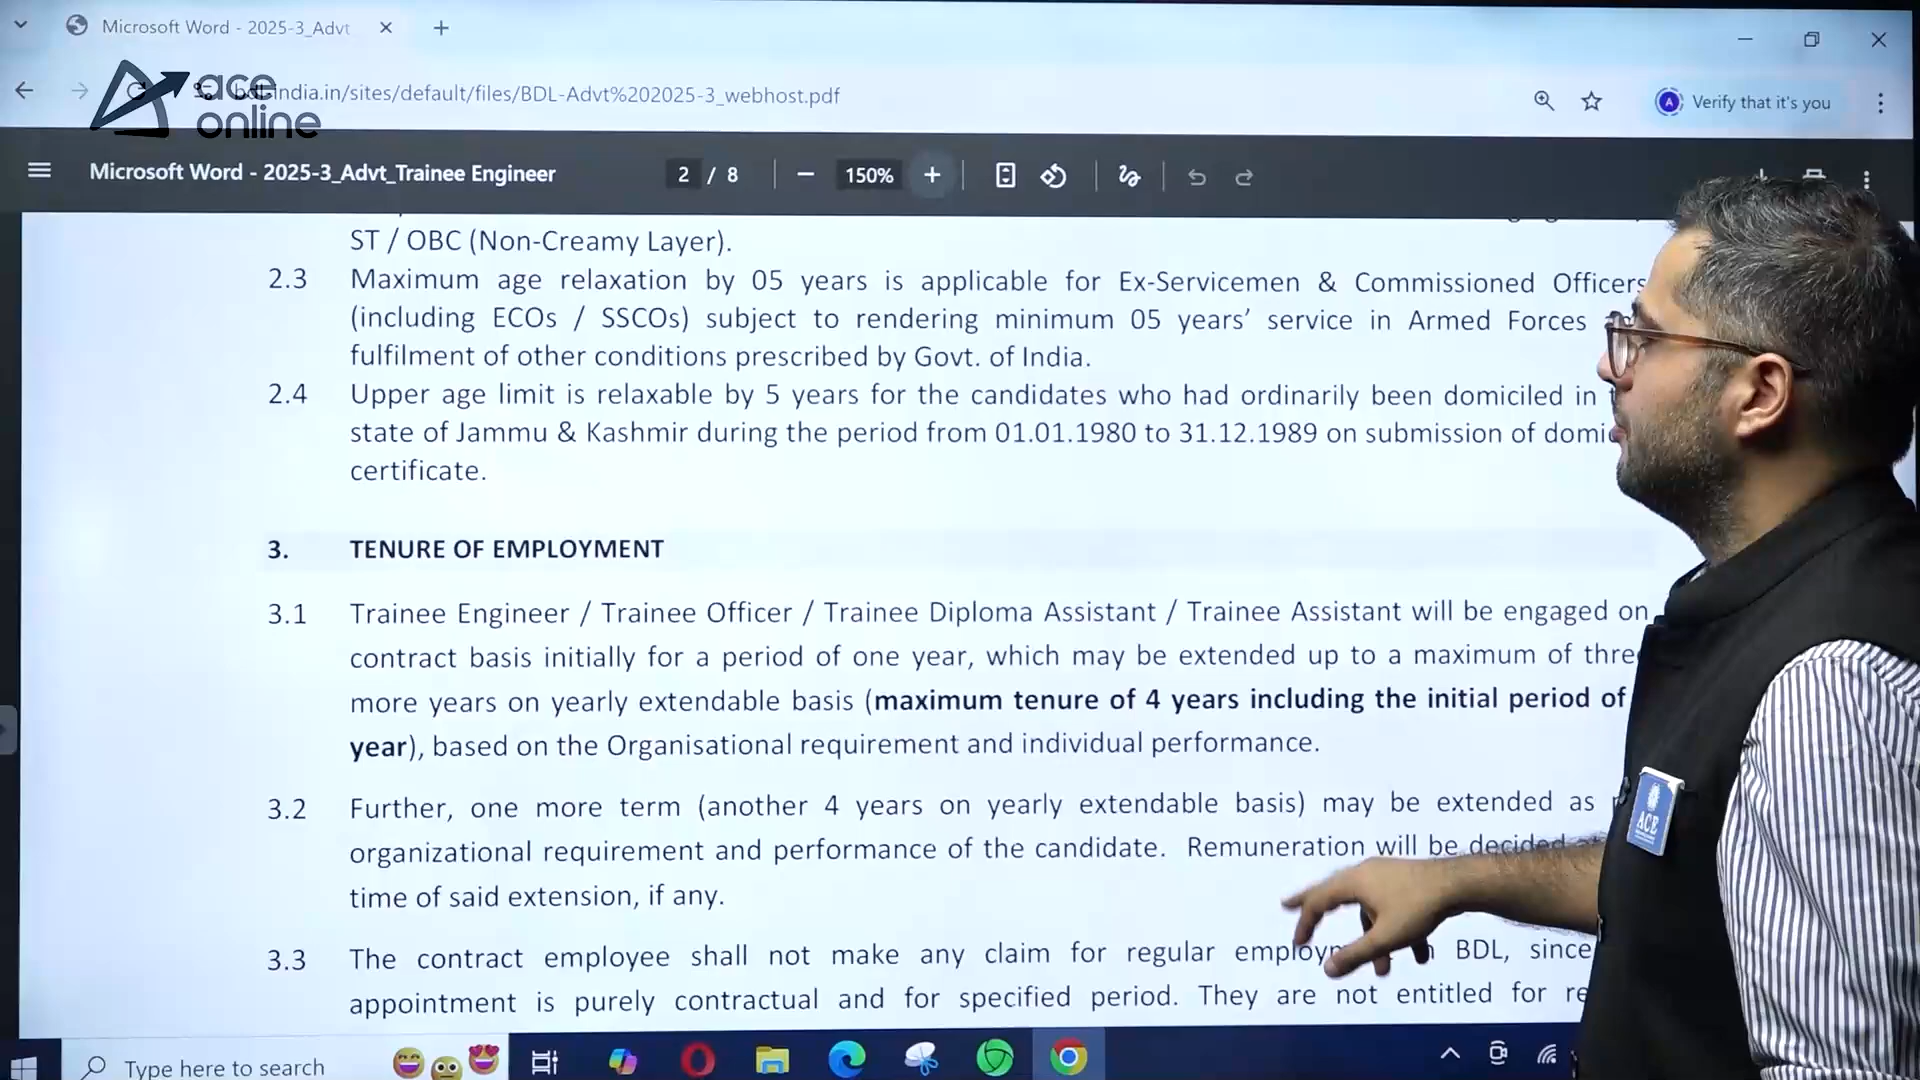 Microsoft Word - 2025-3_Advt
ace
online
bdl-india.in/sites/default/files/BDL-Advt%202025-3_webhost.pdf
A
Verify that it's you
Microsoft Word - 2025-3_Advt_Trainee Engineer
2 / 8
150%
ST / OBC (Non-Creamy Layer).
2.3 Maximum age relaxation by 05 years is applicable for Ex-Servicemen & Commissioned Officers
(including ECOs / SSCOs) subject to rendering minimum 05 years' service in Armed Forces
fulfilment of other conditions prescribed by Govt. of India.
2.4 Upper age limit is relaxable by 5 years for the candidates who had ordinarily been domiciled in
state of Jammu & Kashmir during the period from 01.01.1980 to 31.12.1989 on submission of
certificate.
3. TENURE OF EMPLOYMENT
3.1 Trainee Engineer / Trainee Officer / Trainee Diploma Assistant / Trainee Assistant will be engaged on
contract basis initially for a period of one year, which may be extended up to a maximum of
more years on yearly extendable basis (maximum tenure of 4 years including the initial period of
year), based on the Organisational requirement and individual performance.
3.2 Further, one more term (another 4 years on yearly extendable basis) may be extended as
organizational requirement and performance of the candidate. Remuneration will be decided
time of said extension, if any.
3.3 The contract employee shall not make any claim for regular BDL, since
appointment is purely contractual and for specified period. They are not entitled for
ACE
Type here to search